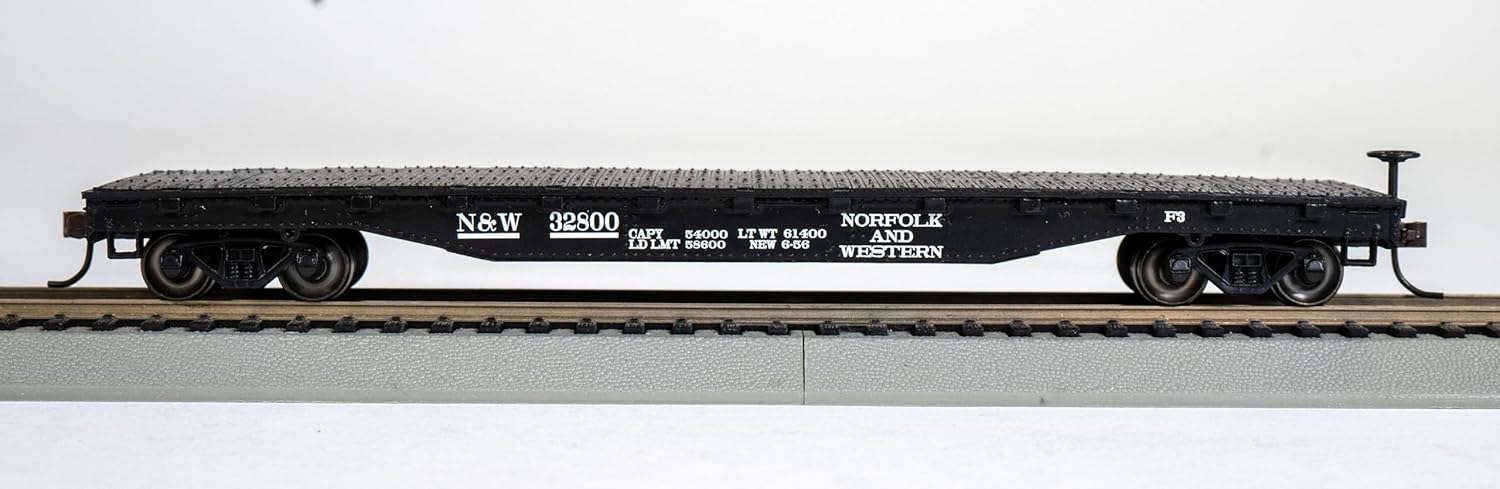 N&W 32800
CAPY 54000 LT WT 61400
LD LMT 58600 NEW 6-56
NORFOLK
AND
WESTERN
F3